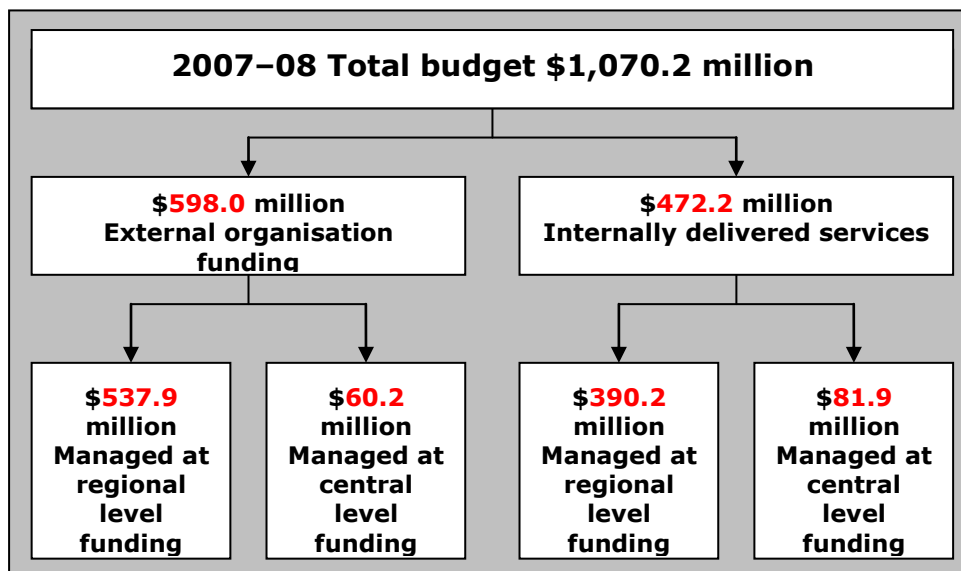 2007–08 Total budget $1,070.2 million
$598.0 million
External organisation
funding
$472.2 million
Internally delivered services
$537.9
million
Managed at
regional
level
funding
$60.2
million
Managed at
central
level
funding
$390.2
million
Managed at
regional
level
funding
$81.9
million
Managed at
central
level
funding